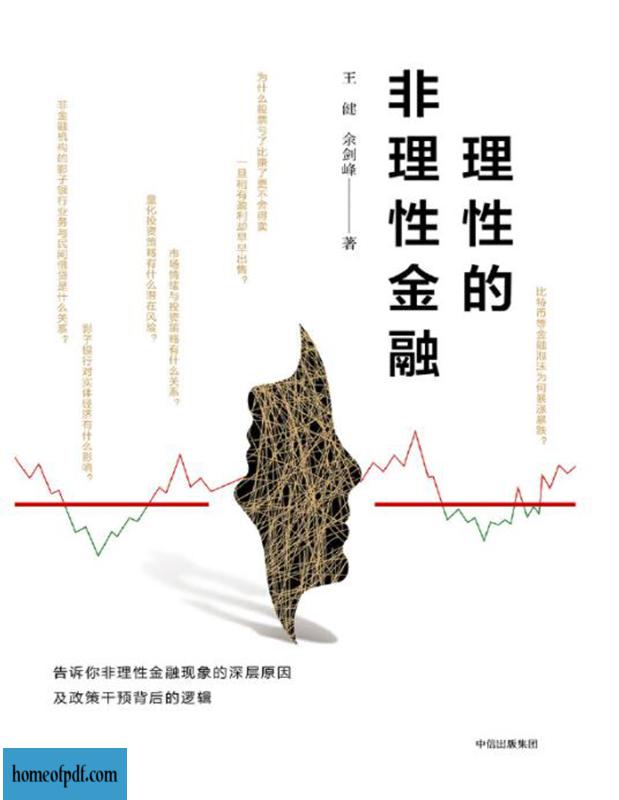 理性的
非理性金融
王健 余剑峰——著
比特币等金融泡沫为何暴涨暴跌？
为什么股票亏了比赚了更不舍得卖
一旦稍有盈利却早早出售？
市场情绪与投资策略有什么关系？
量化投资策略有什么潜在风险？
影子银行对实体经济有什么影响？
非金融机构的影子银行业务与民间借贷是什么关系？
告诉你非理性金融现象的深层原因
及政策干预背后的逻辑
中信出版集团
homeofpdf.com